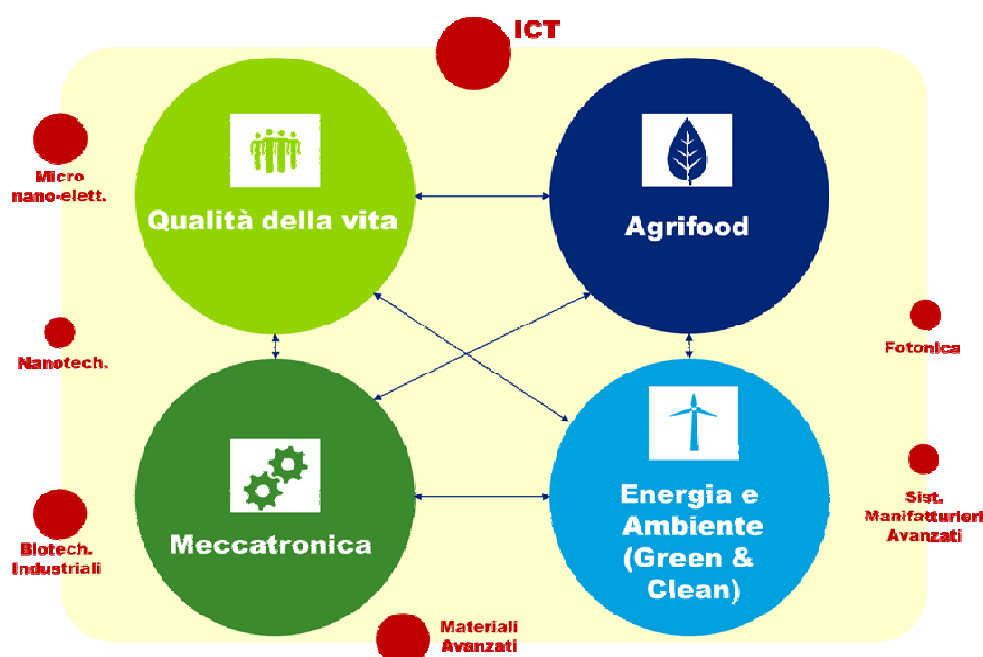 ICT
Micro
nano-elett.
Qualità della vita
Agrifood
Nanotech.
Fotonica
Meccatronica
Energia e
Ambiente
(Green &
Clean)
Biotech.
Industriali
Sist.
Manifatturieri
Avanzati
Materiali
Avanzati